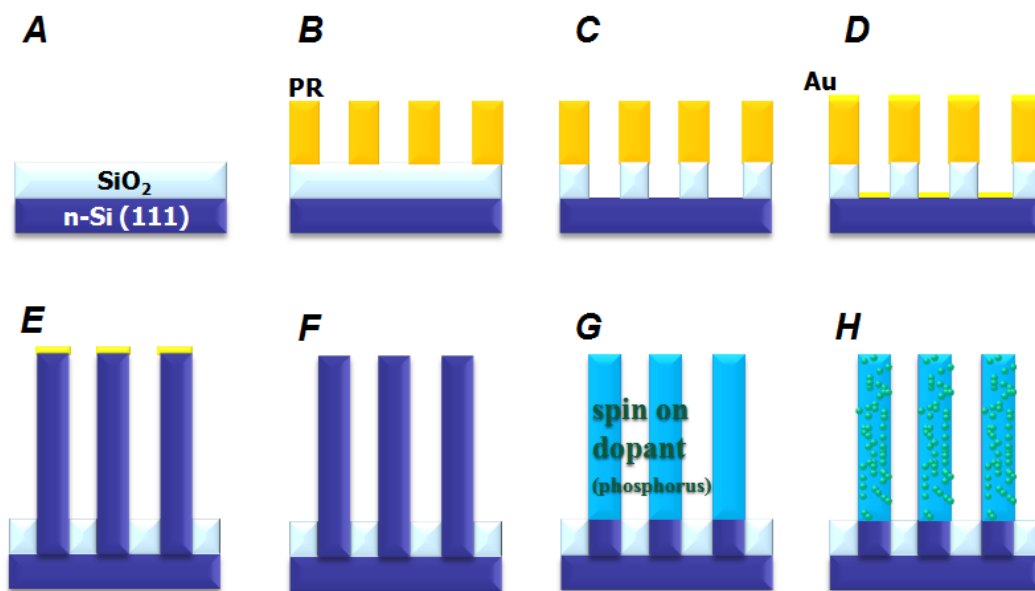 A
B
C
D
PR
Au
SiO₂
n-Si (111)
E
F
G
H
spin on
dopant
(phosphorus)